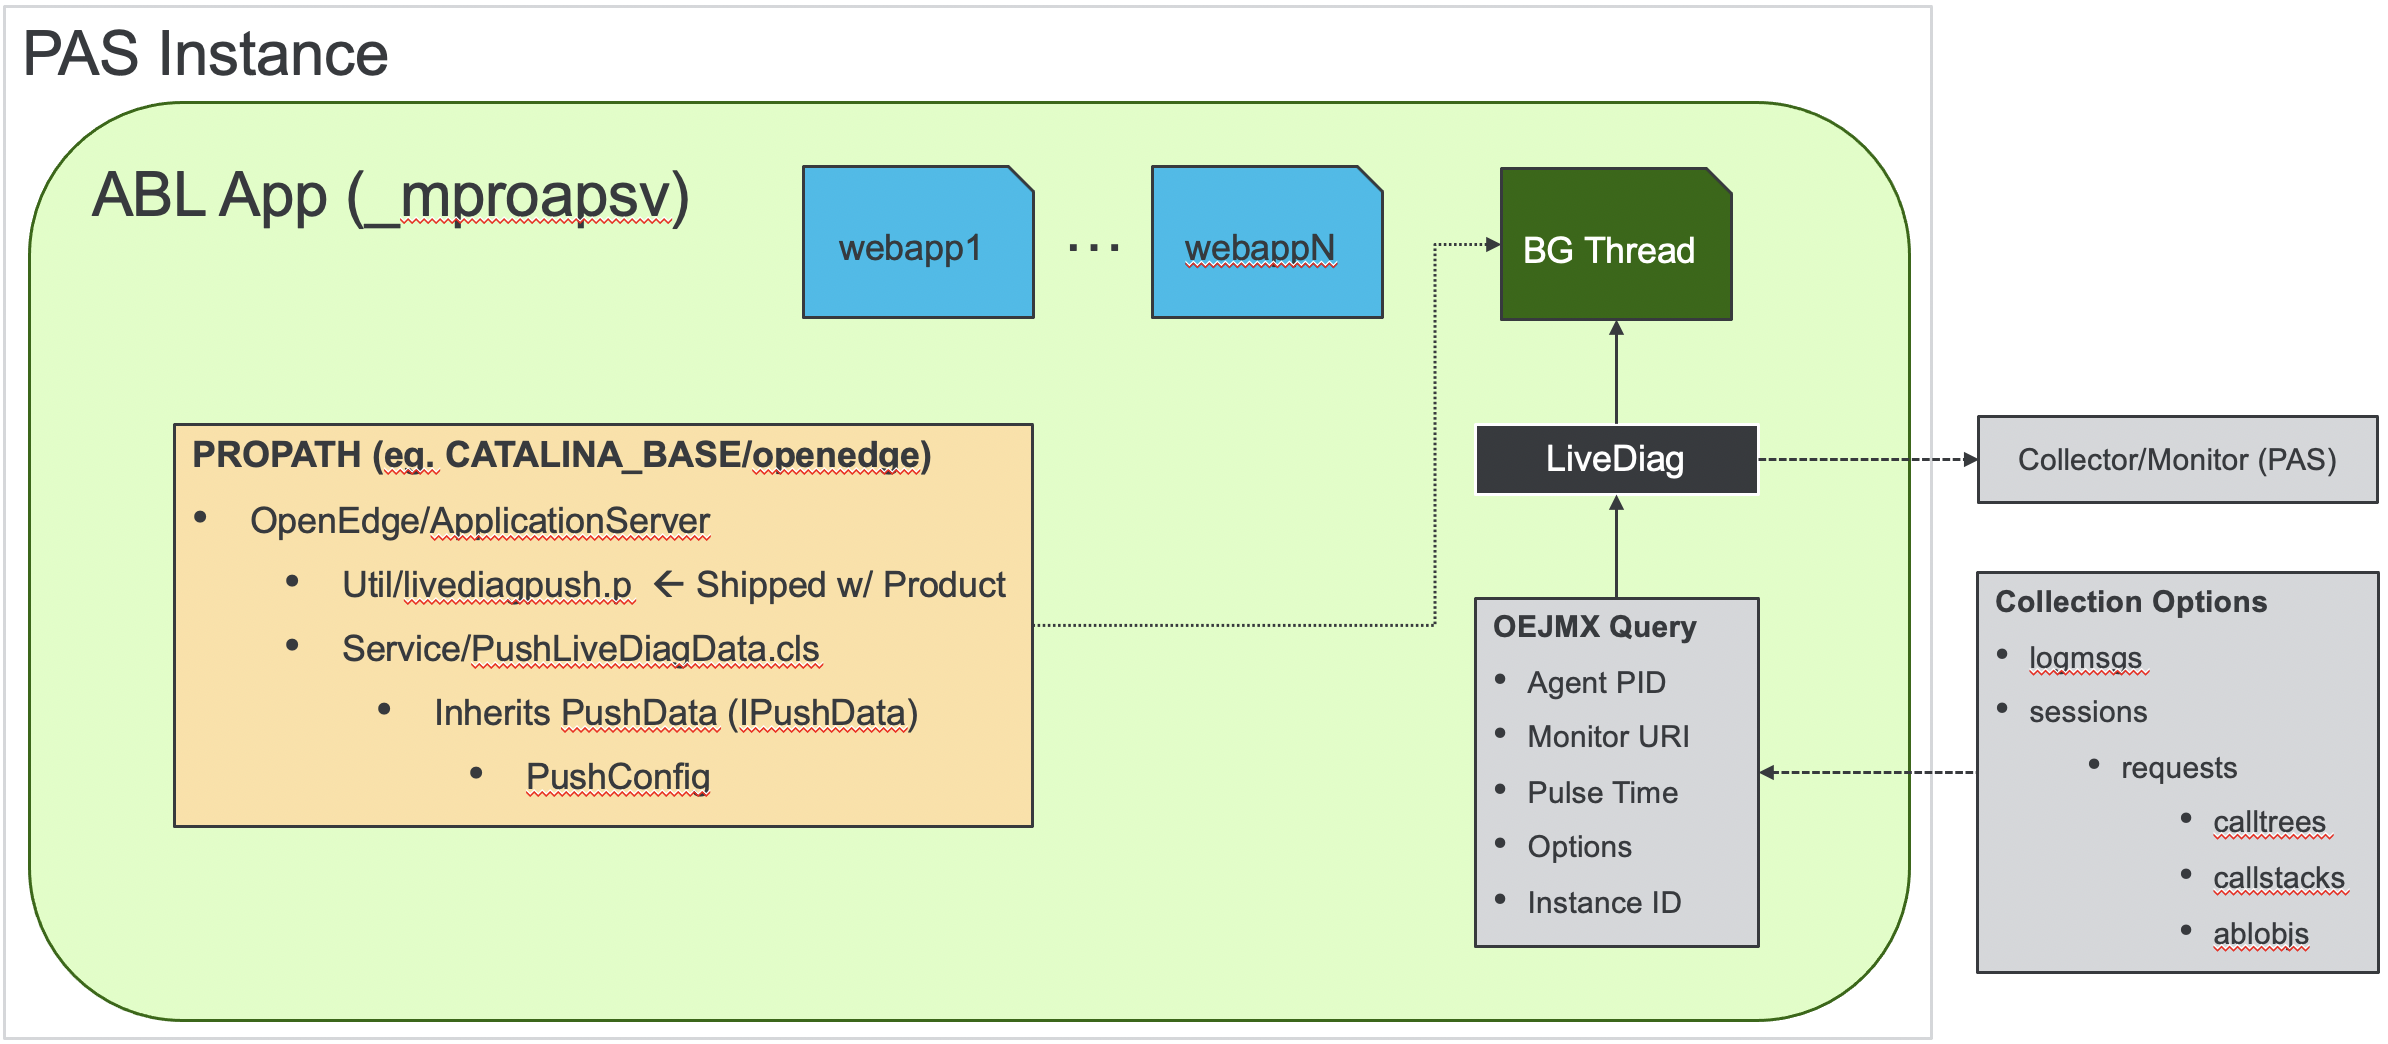 PAS Instance
ABL App (_mproapsv)
webapp1
...
webappN
BG Thread
PROPATH (eg. CATALINA_BASE/openedge)
• OpenEdge/ApplicationServer
• Util/livediagpush.p ← Shipped w/ Product
• Service/PushLiveDiagData.cls
• Inherits PushData (IPushData)
• PushConfig
LiveDiag
Collector/Monitor (PAS)
OEJMX Query
• Agent PID
• Monitor URI
• Pulse Time
• Options
• Instance ID
Collection Options
• logmsgs
• sessions
• requests
• calltrees
• callstacks
• ablobjs